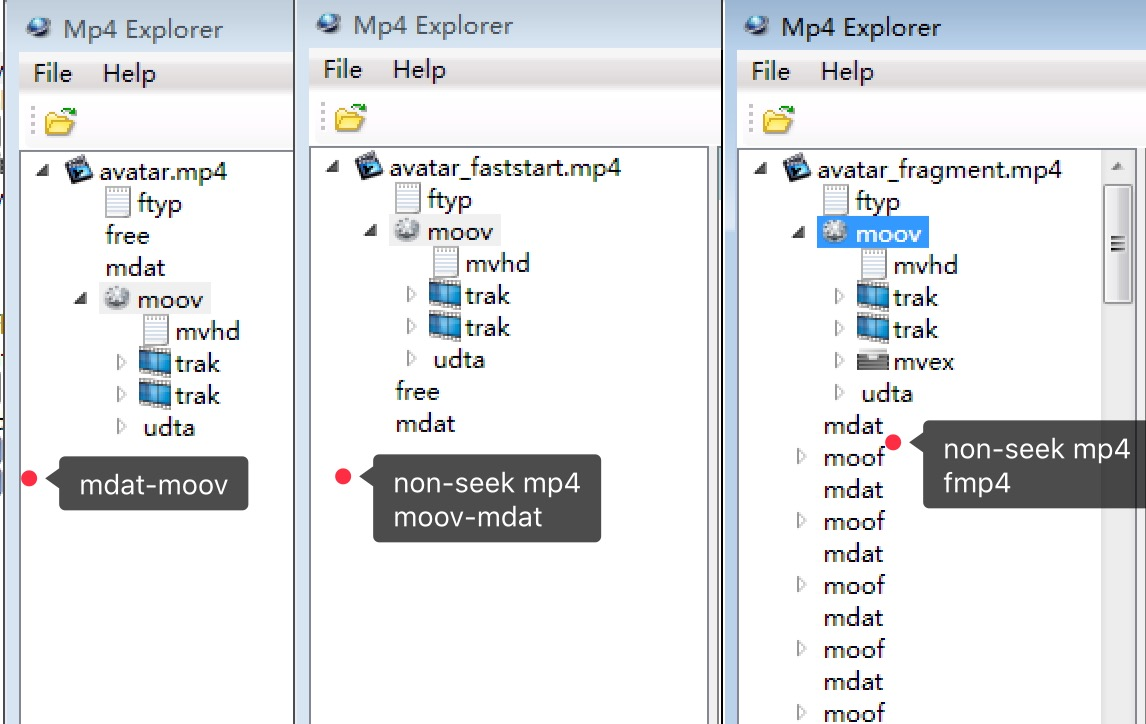 Mp4 Explorer
File Help
avatar.mp4
ftyp
free
mdat
moov
mvhd
trak
trak
udta
mdat-moov
Mp4 Explorer
File Help
avatar_faststart.mp4
ftyp
moov
mvhd
trak
trak
udta
free
mdat
non-seek mp4
moov-mdat
Mp4 Explorer
File Help
avatar_fragment.mp4
ftyp
moov
mvhd
trak
trak
mvex
udta
mdat
moof
mdat
moof
mdat
moof
mdat
moof
mdat
moof
non-seek mp4
fmp4